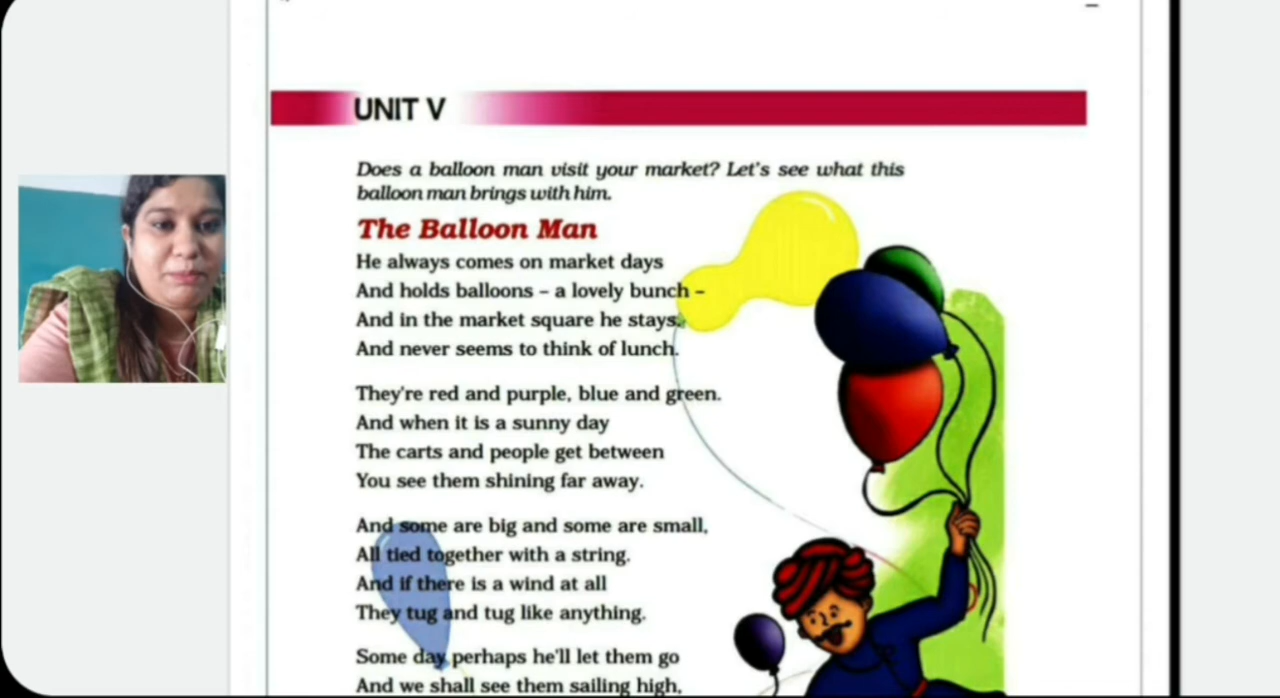 UNIT V
Does a balloon man visit your market? Let's see what this
balloon man brings with him.
The Balloon Man
He always comes on market days
And holds balloons – a lovely bunch –
And in the market square he stays.
And never seems to think of lunch.
They're red and purple, blue and green.
And when it is a sunny day
The carts and people get between
You see them shining far away.
And some are big and some are small,
All tied together with a string.
And if there is a wind at all
They tug and tug like anything.
Some day perhaps he'll let them go
And we shall see them sailing high,